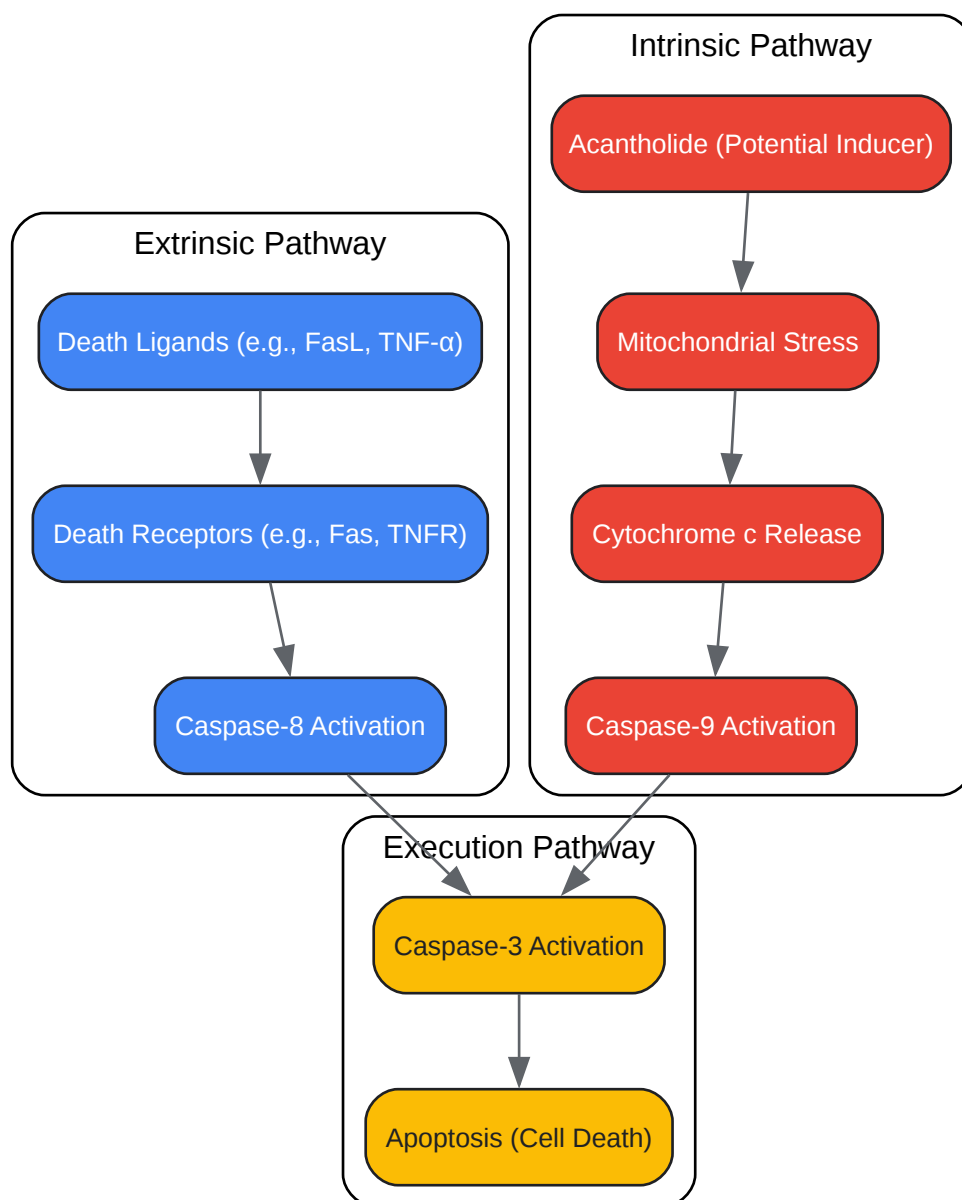 Intrinsic Pathway
Acantholide (Potential Inducer)
Mitochondrial Stress
Cytochrome c Release
Caspase-9 Activation
Extrinsic Pathway
Death Ligands (e.g., FasL, TNF-α)
Death Receptors (e.g., Fas, TNFR)
Caspase-8 Activation
Execution Pathway
Caspase-3 Activation
Apoptosis (Cell Death)